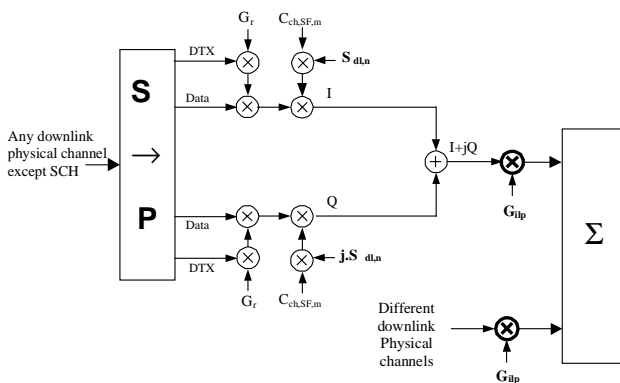 G_r
C_ch,SF,m
DTX
S_dl,n
S
Data
I
Any downlink
physical channel
except SCH
→
I+jQ
G_ilp
Σ
P
Data
Q
DTX
j.S_dl,n
G_r
C_ch,SF,m
Different
downlink
Physical
channels
G_ilp